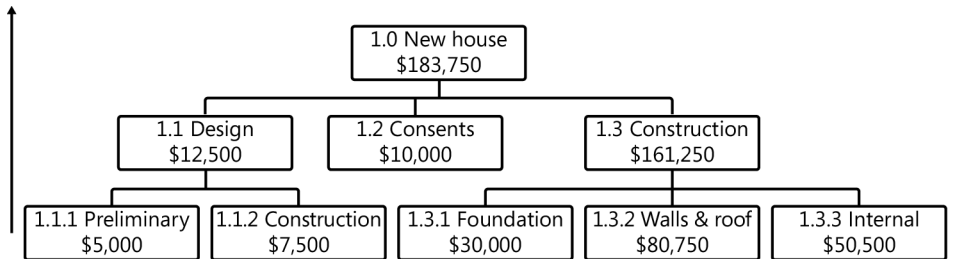 1.0 New house
$183,750
1.1 Design
$12,500
1.2 Consents
$10,000
1.3 Construction
$161,250
1.1.1 Preliminary
$5,000
1.1.2 Construction
$7,500
1.3.1 Foundation
$30,000
1.3.2 Walls & roof
$80,750
1.3.3 Internal
$50,500